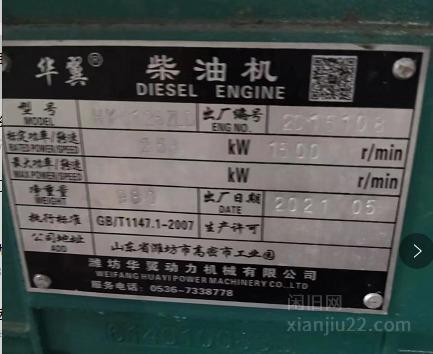 华翼® 柴油机
DIESEL ENGINE
型号 出厂编号
MODEL ENG NO.
标定功率/转速 kW 1500 r/min
RATED POWER/SPEED
最大功率/转速 kW r/min
MAX.POWER/SPEED
净重量 出厂日期 2021 05
WEIGHT DATE
执行标准 GB/T1147.1-2007 生产许可
公司地址 山东省潍坊市高密市工业园
ADD
潍坊华翼动力机械有限公司
WEIFANG HUAYI POWER MACHINERY CO.,LTD
服务电话: 0536-7338778
闲旧网
xianjiu22.com